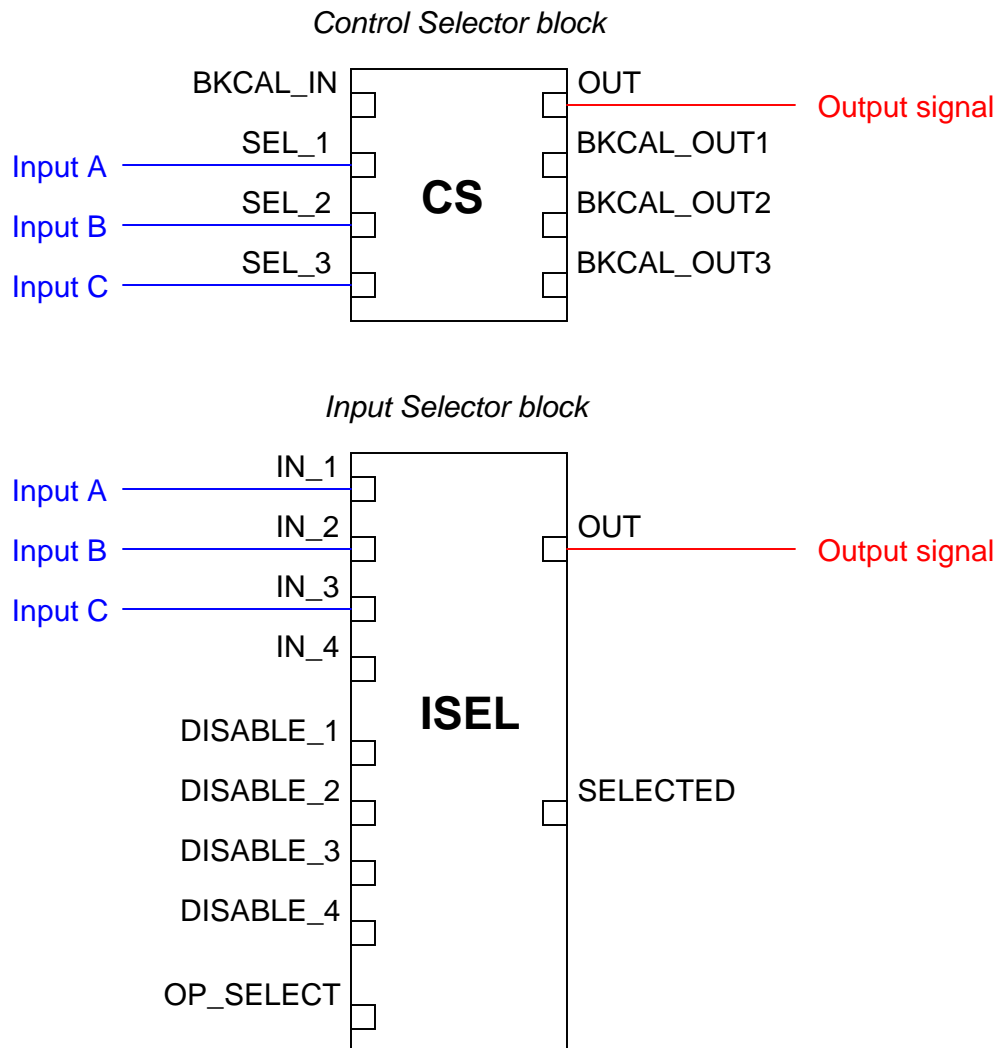 Control Selector block
BKCAL_IN OUT
Output signal
SEL_1 BKCAL_OUT1
Input A
CS
SEL_2 BKCAL_OUT2
Input B
SEL_3 BKCAL_OUT3
Input C
Input Selector block
IN_1
Input A
IN_2 OUT
Input B Output signal
IN_3
Input C
IN_4
ISEL
DISABLE_1
DISABLE_2 SELECTED
DISABLE_3
DISABLE_4
OP_SELECT